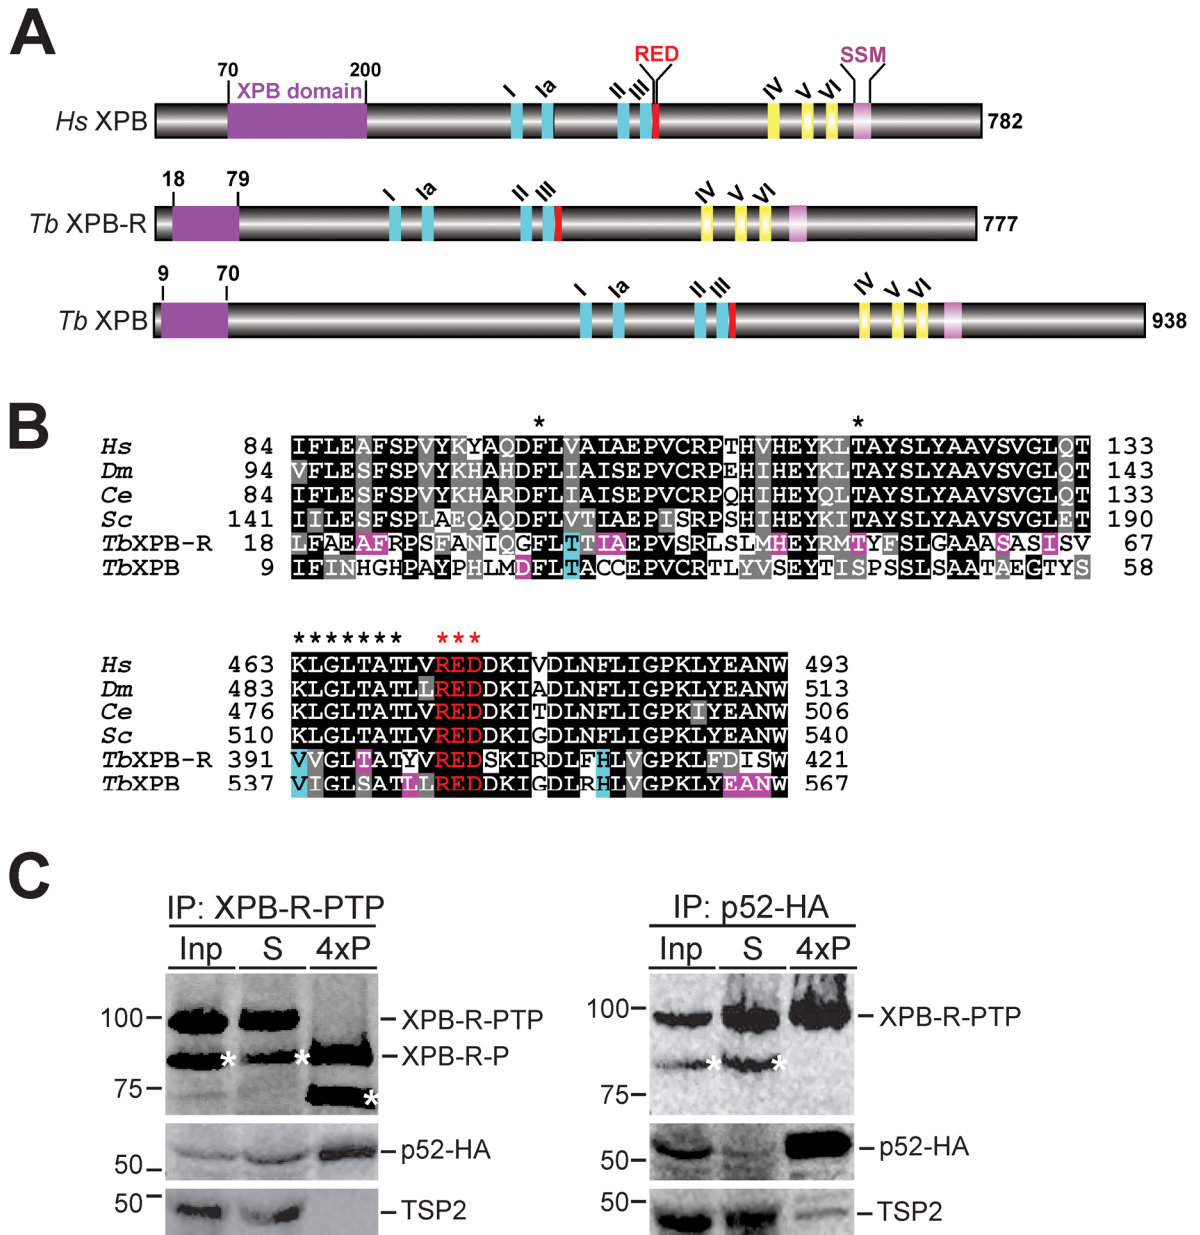 A
RED SSM
70 200
XPB domain
I Ia II III IV V VI
Hs XPB 782
18 79
I Ia II III IV V VI
Tb XPB-R 777
9 70
I Ia II III IV V VI
Tb XPB 938
B
* *
Hs 84 IFLEAFSPVYKYAQDFLVAIAEPVCRPTHVHEYKLTAYSLYAAVSVGLQT 133
Dm 94 VFLESFSPVYKHAHDFLIAISEPVCRPEHIHEYKLTAYSLYAAVSVGLQT 143
Ce 84 IFLESFSPVYKHARDFLIAISEPVCRPQHIHEYQLTAYSLYAAVSVGLQT 133
Sc 141 IILESFSPLAEQAQDFLVTIAEPISRPSHIHEYKLTAYSLYAAVSVGLET 190
TbXPB-R 18 LFAEAFRPSFANIQGFLTTIAEPVSRLSLMHEYRMTYFSLGAAASASISV 67
TbXPB 9 IFINHGHPAYPHLMDFLTACCEPVCRTLYVSEYTISPSSLSAATAEGTYS 58
******* ***
Hs 463 KLGLTATLVREDDKIVDLNFLIGPKLYEANW 493
Dm 483 KLGLTATLLREDDKIADLNFLIGPKLYEANW 513
Ce 476 KLGLTATLVREDDKITDLNFLIGPKIYEANW 506
Sc 510 KLGLTATLVREDDKIGDLNFLIGPKLYEANW 540
TbXPB-R 391 VVGLTATYVREDSKIRDLFHLVGPKLFDISW 421
TbXPB 537 VIGLSATLLREDDKIGDLRHLVGPKLYEANW 567
C
IP: XPB-R-PTP
Inp S 4xP
100 XPB-R-PTP
* * XPB-R-P
75 *
p52-HA
50
50 TSP2
IP: p52-HA
Inp S 4xP
100 XPB-R-PTP
* *
75
p52-HA
50
50 TSP2